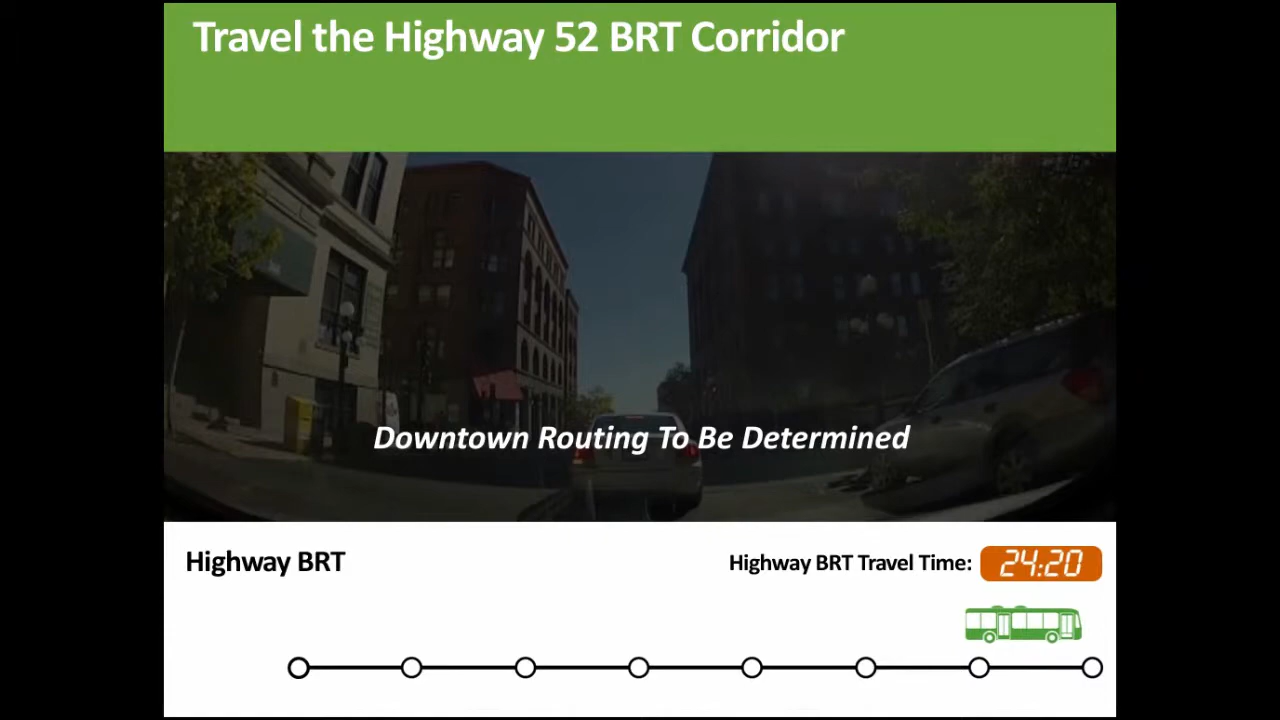 Travel the Highway 52 BRT Corridor
Downtown Routing To Be Determined
Highway BRT
Highway BRT Travel Time: 24:20